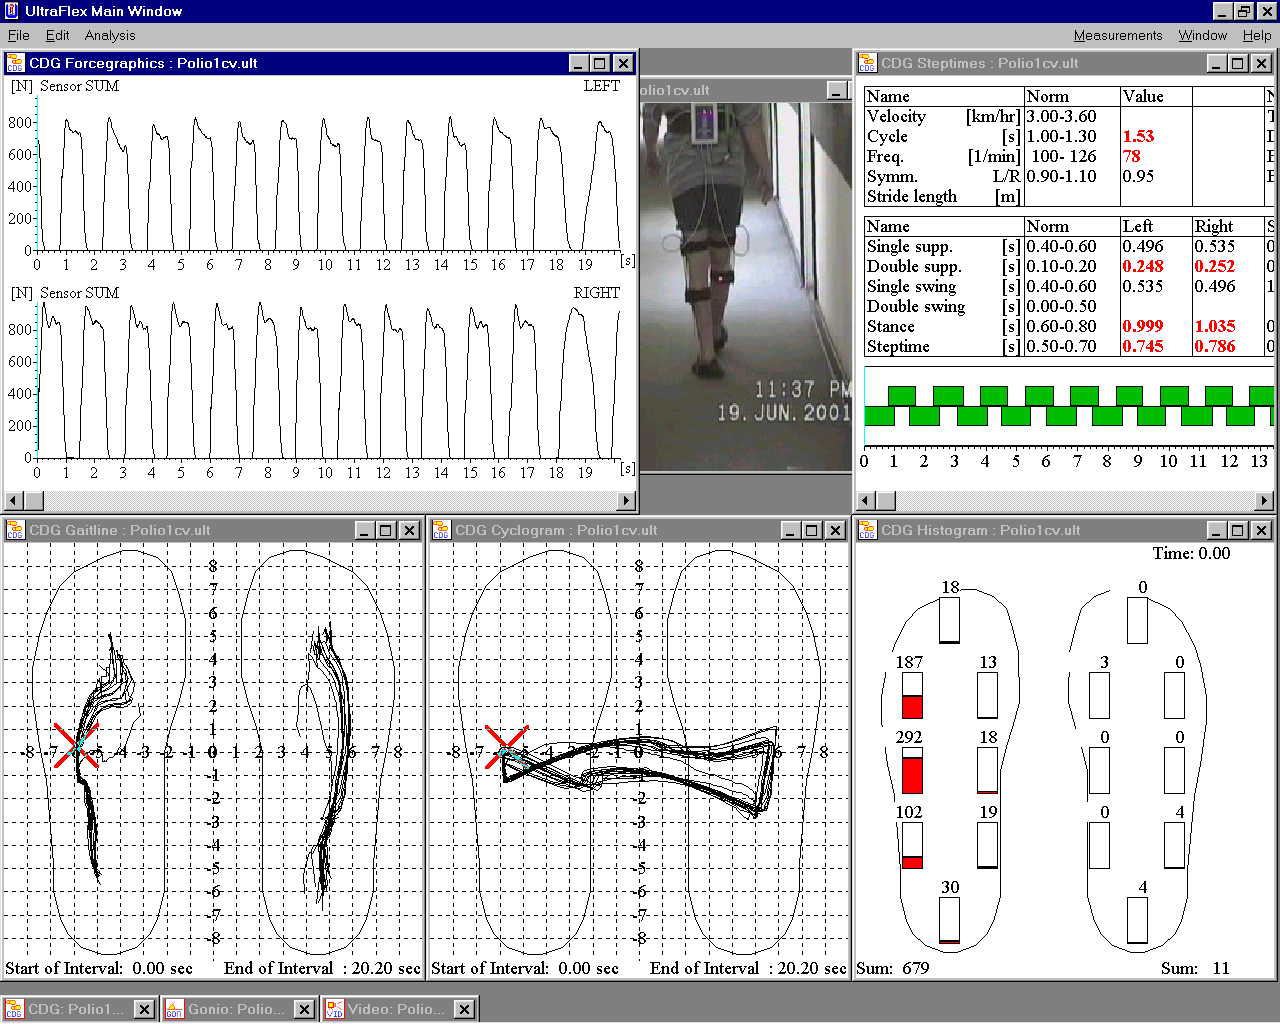 UltraFlex Main Window
File Edit Analysis Measurements Window Help
CDG Forcegraphics : Polio1cv.ult
[N] Sensor SUM LEFT
800
600
400
200
0
0 1 2 3 4 5 6 7 8 9 10 11 12 13 14 15 16 17 18 19 [s]
[N] Sensor SUM RIGHT
800
600
400
200
0
0 1 2 3 4 5 6 7 8 9 10 11 12 13 14 15 16 17 18 19 [s]
olio1cv.ult
11:37 PM
19.JUN.2001
CDG Steptimes : Polio1cv.ult
Name Norm Value
Velocity [km/hr] 3.00-3.60
Cycle [s] 1.00-1.30 1.53
Freq. [1/min] 100- 126 78
Symm. L/R 0.90-1.10 0.95
Stride length [m]
Name Norm Left Right
Single supp. [s] 0.40-0.60 0.496 0.535
Double supp. [s] 0.10-0.20 0.248 0.252
Single swing [s] 0.40-0.60 0.535 0.496
Double swing [s] 0.00-0.50
Stance [s] 0.60-0.80 0.999 1.035
Steptime [s] 0.50-0.70 0.745 0.786
0 1 2 3 4 5 6 7 8 9 10 11 12 13
CDG Gaitline : Polio1cv.ult
8
7
6
5
4
3
2
1
-8 -7 -5 -4 -3 -2 -1 0 1 2 3 4 5 6 7 8
-1
-2
-3
-4
-5
-6
-7
-8
Start of Interval: 0.00 sec End of Interval : 20.20 sec
CDG Cyclogram : Polio1cv.ult
8
7
6
5
4
3
2
1
-8 -7 -5 -4 -3 -2 -1 0 1 2 3 4 5 6 7 8
-1
-2
-3
-4
-5
-6
-7
-8
Start of Interval: 0.00 sec End of Interval : 20.20 sec
CDG Histogram : Polio1cv.ult
Time: 0.00
18 0
187 13 3 0
292 18 0 0
102 19 0 4
30 4
Sum: 679 Sum: 11
CDG: Polio1... Gonio: Polio... Video: Polio...